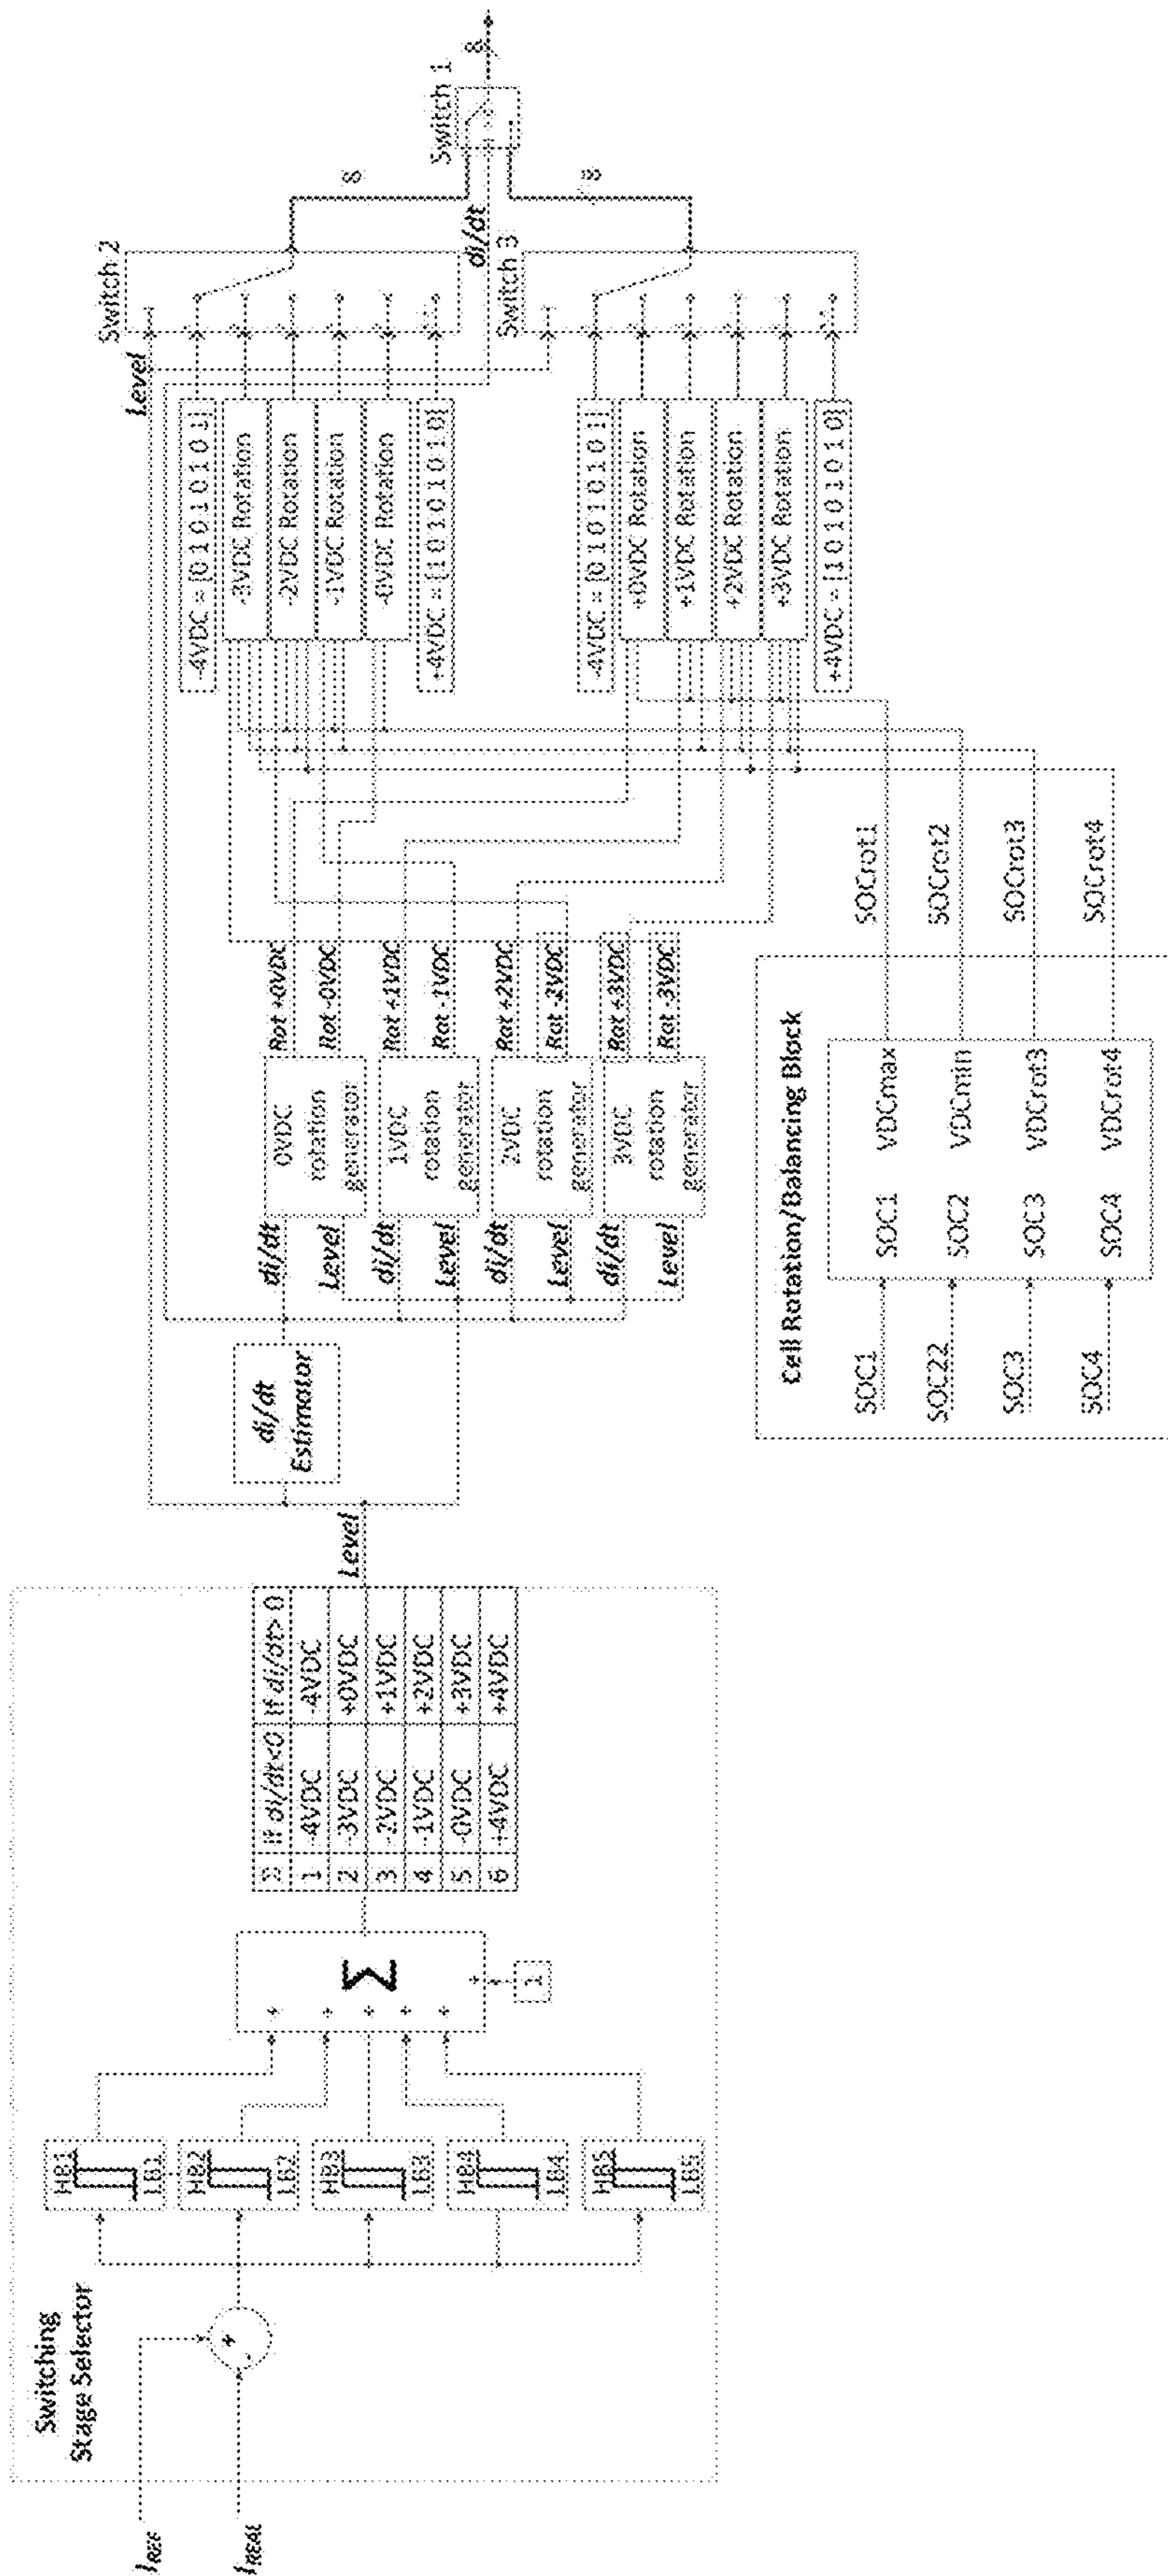 I_REF
I_REAL
Switching
Stage Selector
HB1
LB1
HB2
LB2
HB3
LB3
HB4
LB4
HB5
LB5
+
-
Σ
+
+
+
+
+
+
1
Σ If di/dt<0 If di/dt> 0
1 -4VDC -4VDC
2 -3VDC +0VDC
3 -2VDC +1VDC
4 -1VDC +2VDC
5 -0VDC +3VDC
6 +4VDC +4VDC
Level
di/dt
Estimator
di/dt
Level
di/dt
Level
di/dt
Level
di/dt
Level
0VDC
rotation
generator
1VDC
rotation
generator
2VDC
rotation
generator
3VDC
rotation
generator
Rot +0VDC
Rot -0VDC
Rot +1VDC
Rot -1VDC
Rot +2VDC
Rot -2VDC
Rot +3VDC
Rot -3VDC
-4VDC = [0 1 0 1 0 1 0 1]
-3VDC Rotation
-2VDC Rotation
-1VDC Rotation
-0VDC Rotation
+4VDC = [1 0 1 0 1 0 1 0]
-4VDC = [0 1 0 1 0 1 0 1]
+0VDC Rotation
+1VDC Rotation
+2VDC Rotation
+3VDC Rotation
+4VDC = [1 0 1 0 1 0 1 0]
Level
Switch 2
di/dt
Switch 3
8
8
Switch 1
8
Cell Rotation/Balancing Block
SOC1
SOC22
SOC3
SOC4
SOC1 VDCmax
SOC2 VDCmin
SOC3 VDCrot3
SOC4 VDCrot4
SOCrot1
SOCrot2
SOCrot3
SOCrot4